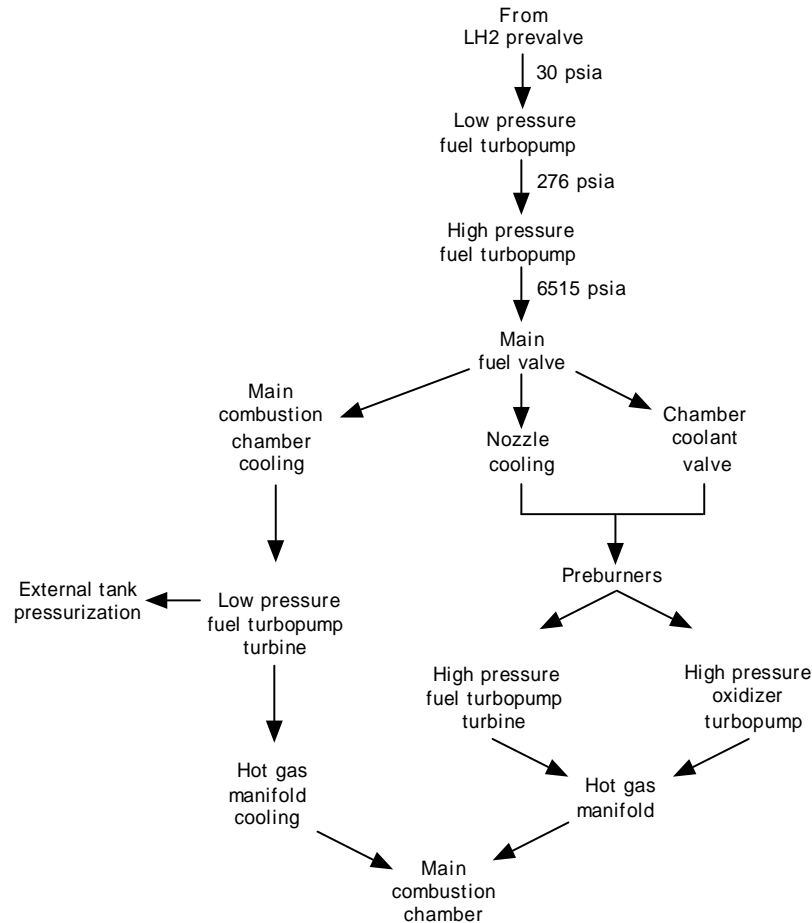 From
LH2 prevalve
30 psia
Low pressure
fuel turbopump
276 psia
High pressure
fuel turbopump
6515 psia
Main
fuel valve
Main
combustion
chamber
cooling
Nozzle
cooling
Chamber
coolant
valve
External tank
pressurization
Low pressure
fuel turbopump
turbine
Preburners
High pressure
fuel turbopump
turbine
High pressure
oxidizer
turbopump
Hot gas
manifold
cooling
Hot gas
manifold
Main
combustion
chamber